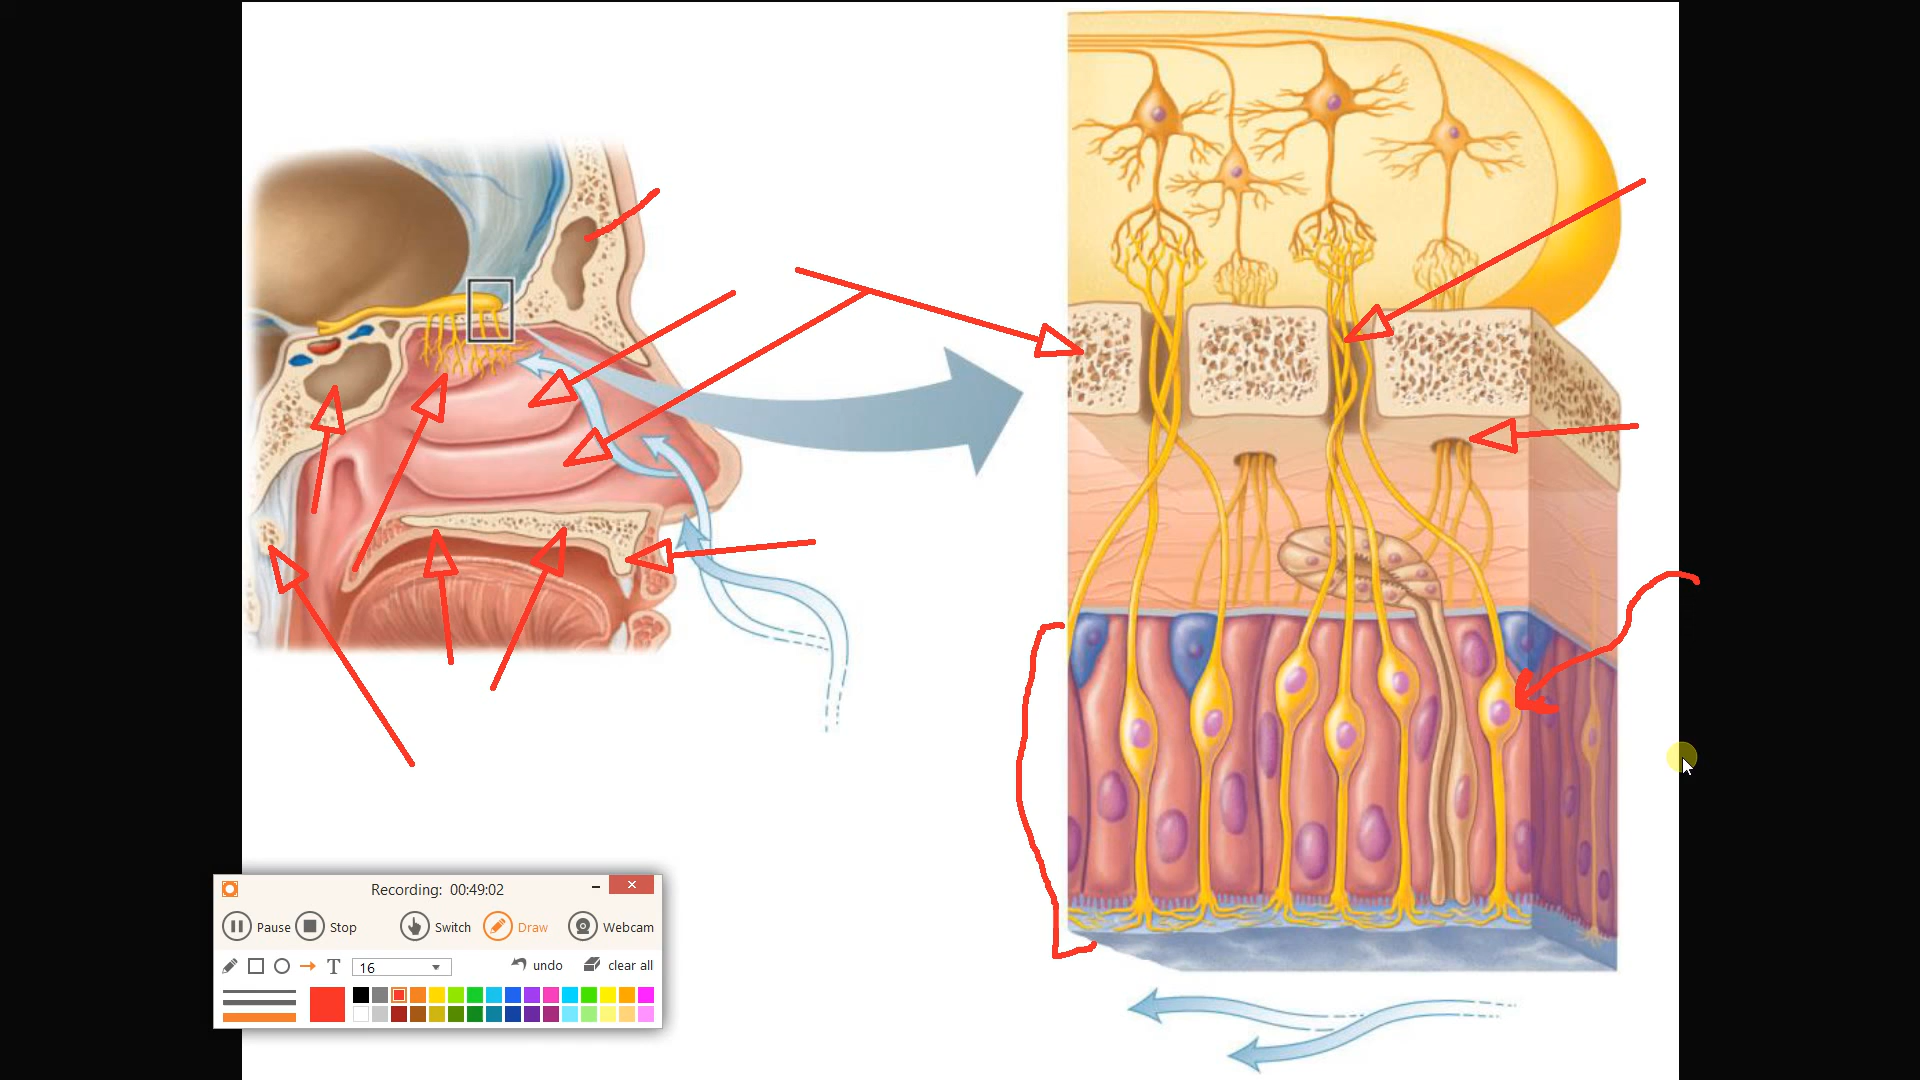 Recording: 00:49:02
Pause Stop Switch Draw Webcam
T 16 undo clear all